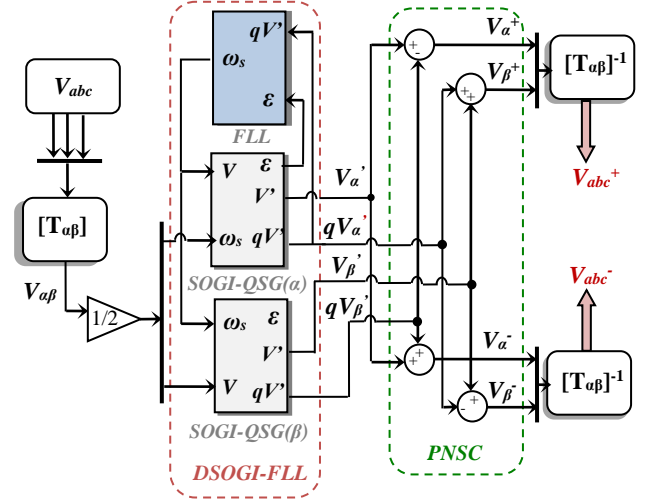 V_abc
[T_αβ]
V_αβ
1/2
qV'
ω_s
ε
FLL
V
ε
V'
ω_s
qV'
SOGI-QSG(α)
ω_s
ε
V'
V
qV'
SOGI-QSG(β)
DSOGI-FLL
V_α'
qV_α'
V_β'
qV_β'
+
-
+
+
+
+
+
-
PNSC
V_α⁺
V_β⁺
V_α⁻
V_β⁻
[T_αβ]⁻¹
V_abc⁺
V_abc⁻
[T_αβ]⁻¹